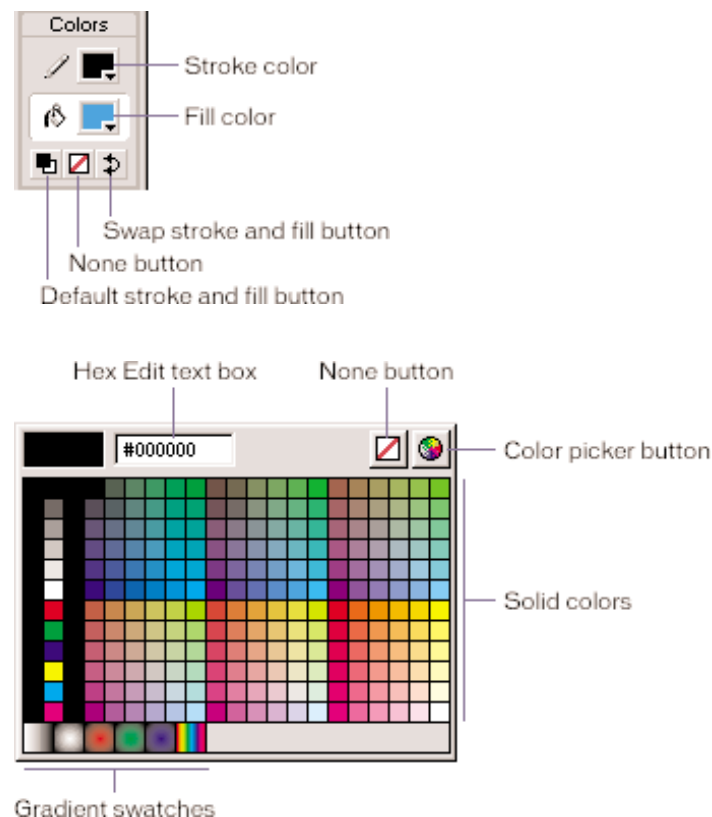 Colors
Stroke color
Fill color
Swap stroke and fill button
None button
Default stroke and fill button
Hex Edit text box
None button
#000000
Color picker button
Solid colors
Gradient swatches